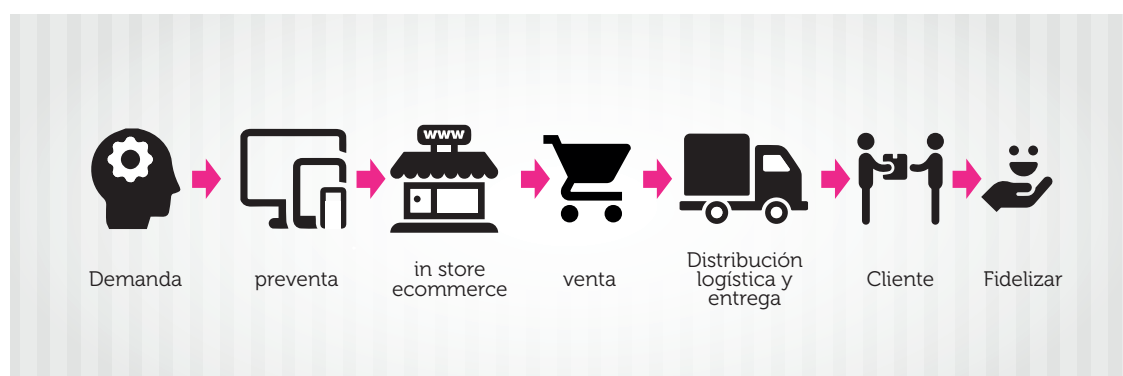 www
Demanda
preventa
in store
ecommerce
venta
Distribución
logística y
entrega
Cliente
Fidelizar